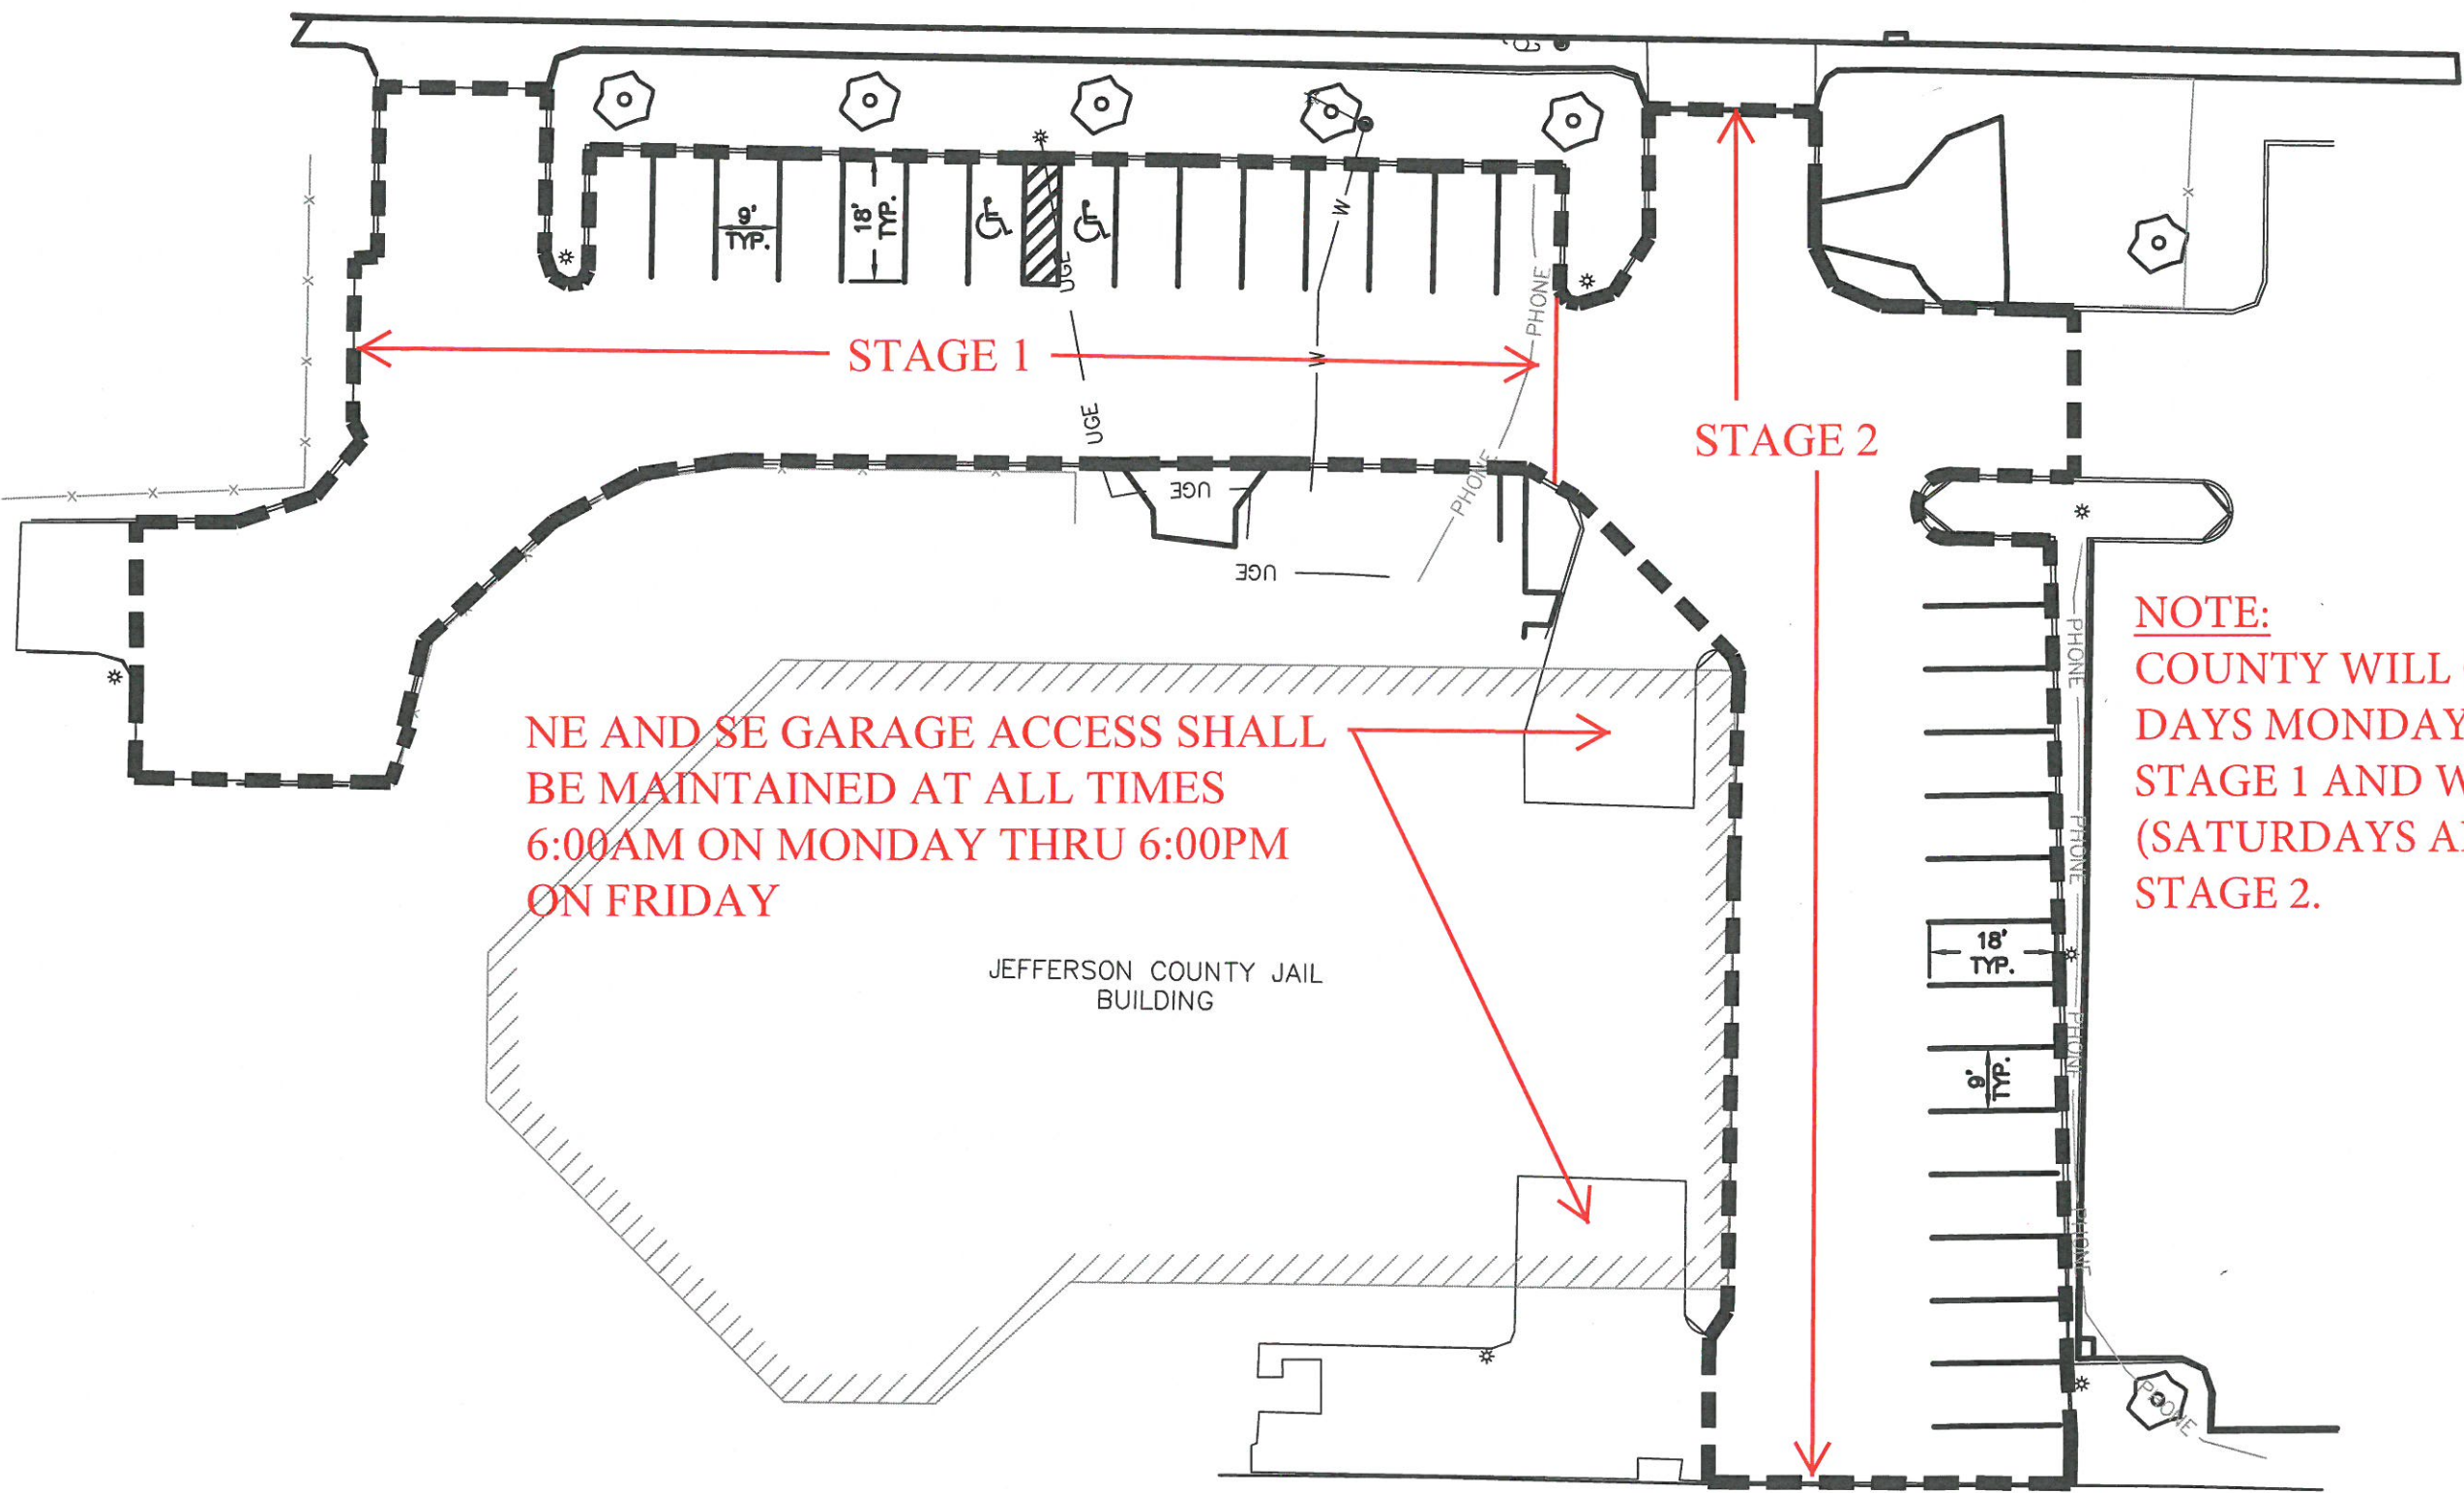 9'
TYP.
18'
TYP.
UGE
PHONE
W
STAGE 1
W
UGE
STAGE 2
PHONE
UGE
UGE
NOTE:
COUNTY WILL
DAYS MONDAY
STAGE 1 AND
(SATURDAYS
STAGE 2.
PHONE
NE AND SE GARAGE ACCESS SHALL
BE MAINTAINED AT ALL TIMES
6:00AM ON MONDAY THRU 6:00PM
ON FRIDAY
PHONE
18'
TYP.
JEFFERSON COUNTY JAIL
BUILDING
PHONE
9'
TYP.
PHONE
PHONE